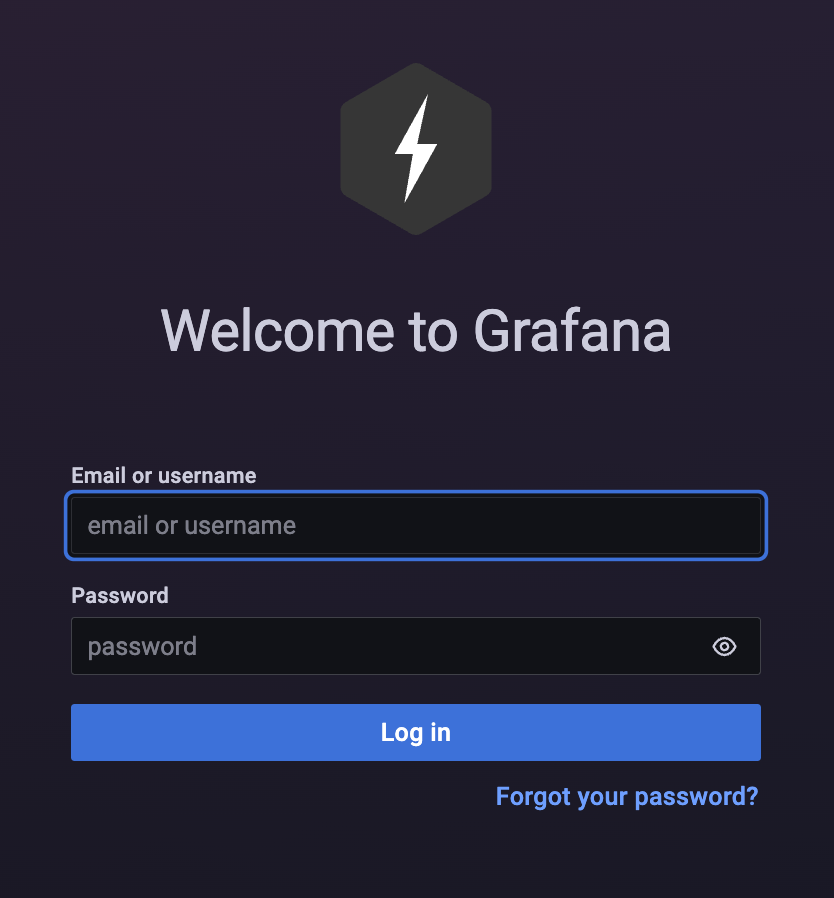 Welcome to Grafana
Email or username
email or username
Password
password
Log in
Forgot your password?